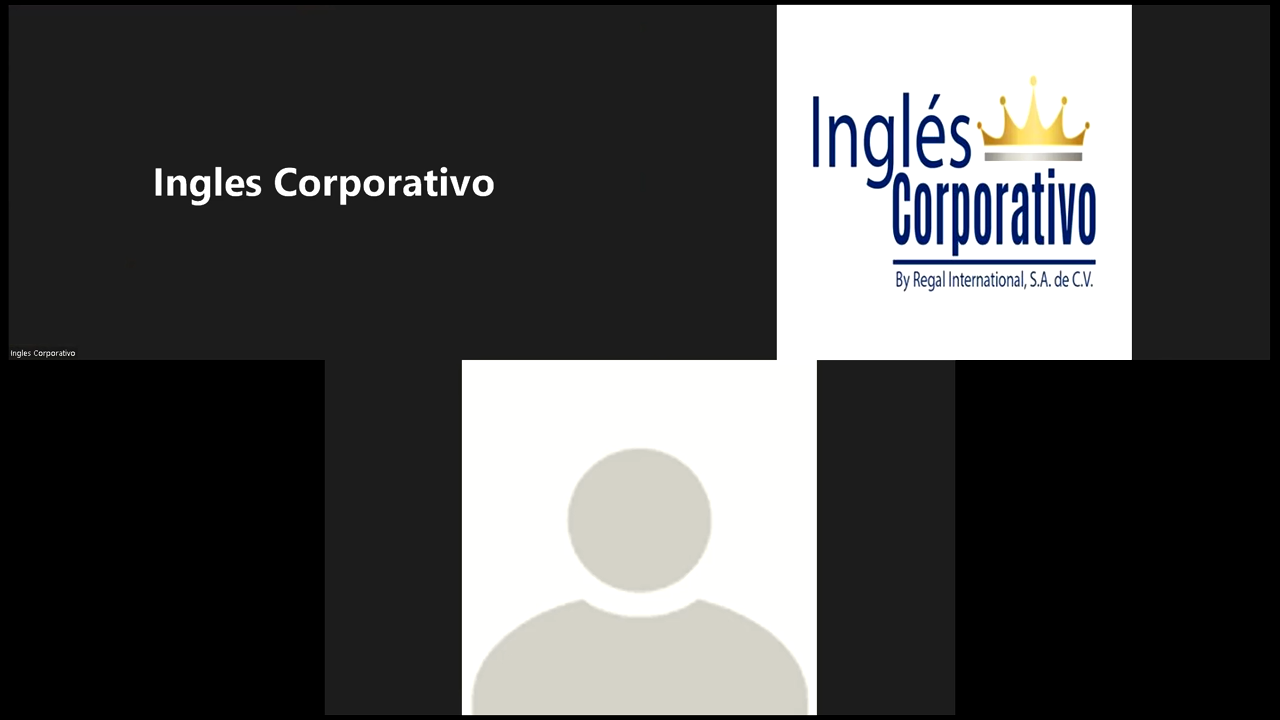 Ingles Corporativo
Inglés
Corporativo
By Regal International, S.A. de C.V.
Ingles Corporativo